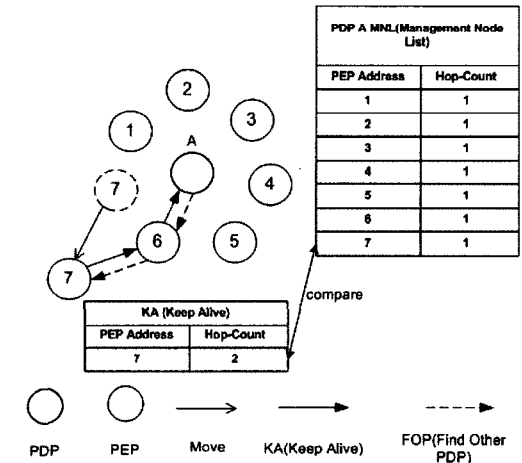 PDP A MNL(Management Node
List)
PEP Address Hop-Count
1 1
2 1
3 1
4 1
5 1
6 1
7 1
2
1
3
A
7
4
6
5
7
compare
KA (Keep Alive)
PEP Address Hop-Count
7 2
PDP
PEP
Move
KA(Keep Alive)
FOP(Find Other
PDP)